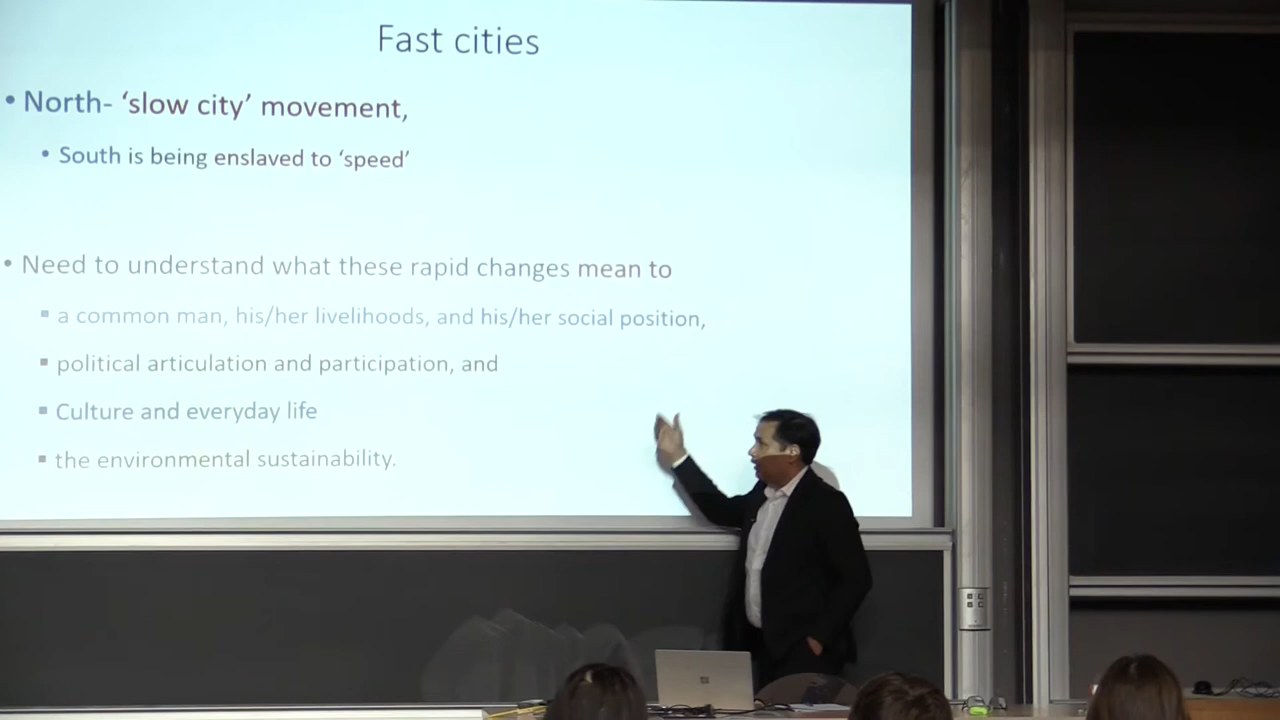 Fast cities
• North- ‘slow city’ movement,
• South is being enslaved to ‘speed’
• Need to understand what these rapid changes mean to
▪ a common man, his/her livelihoods, and his/her social position,
▪ political articulation and participation, and
▪ Culture and everyday life
▪ the environmental sustainability.